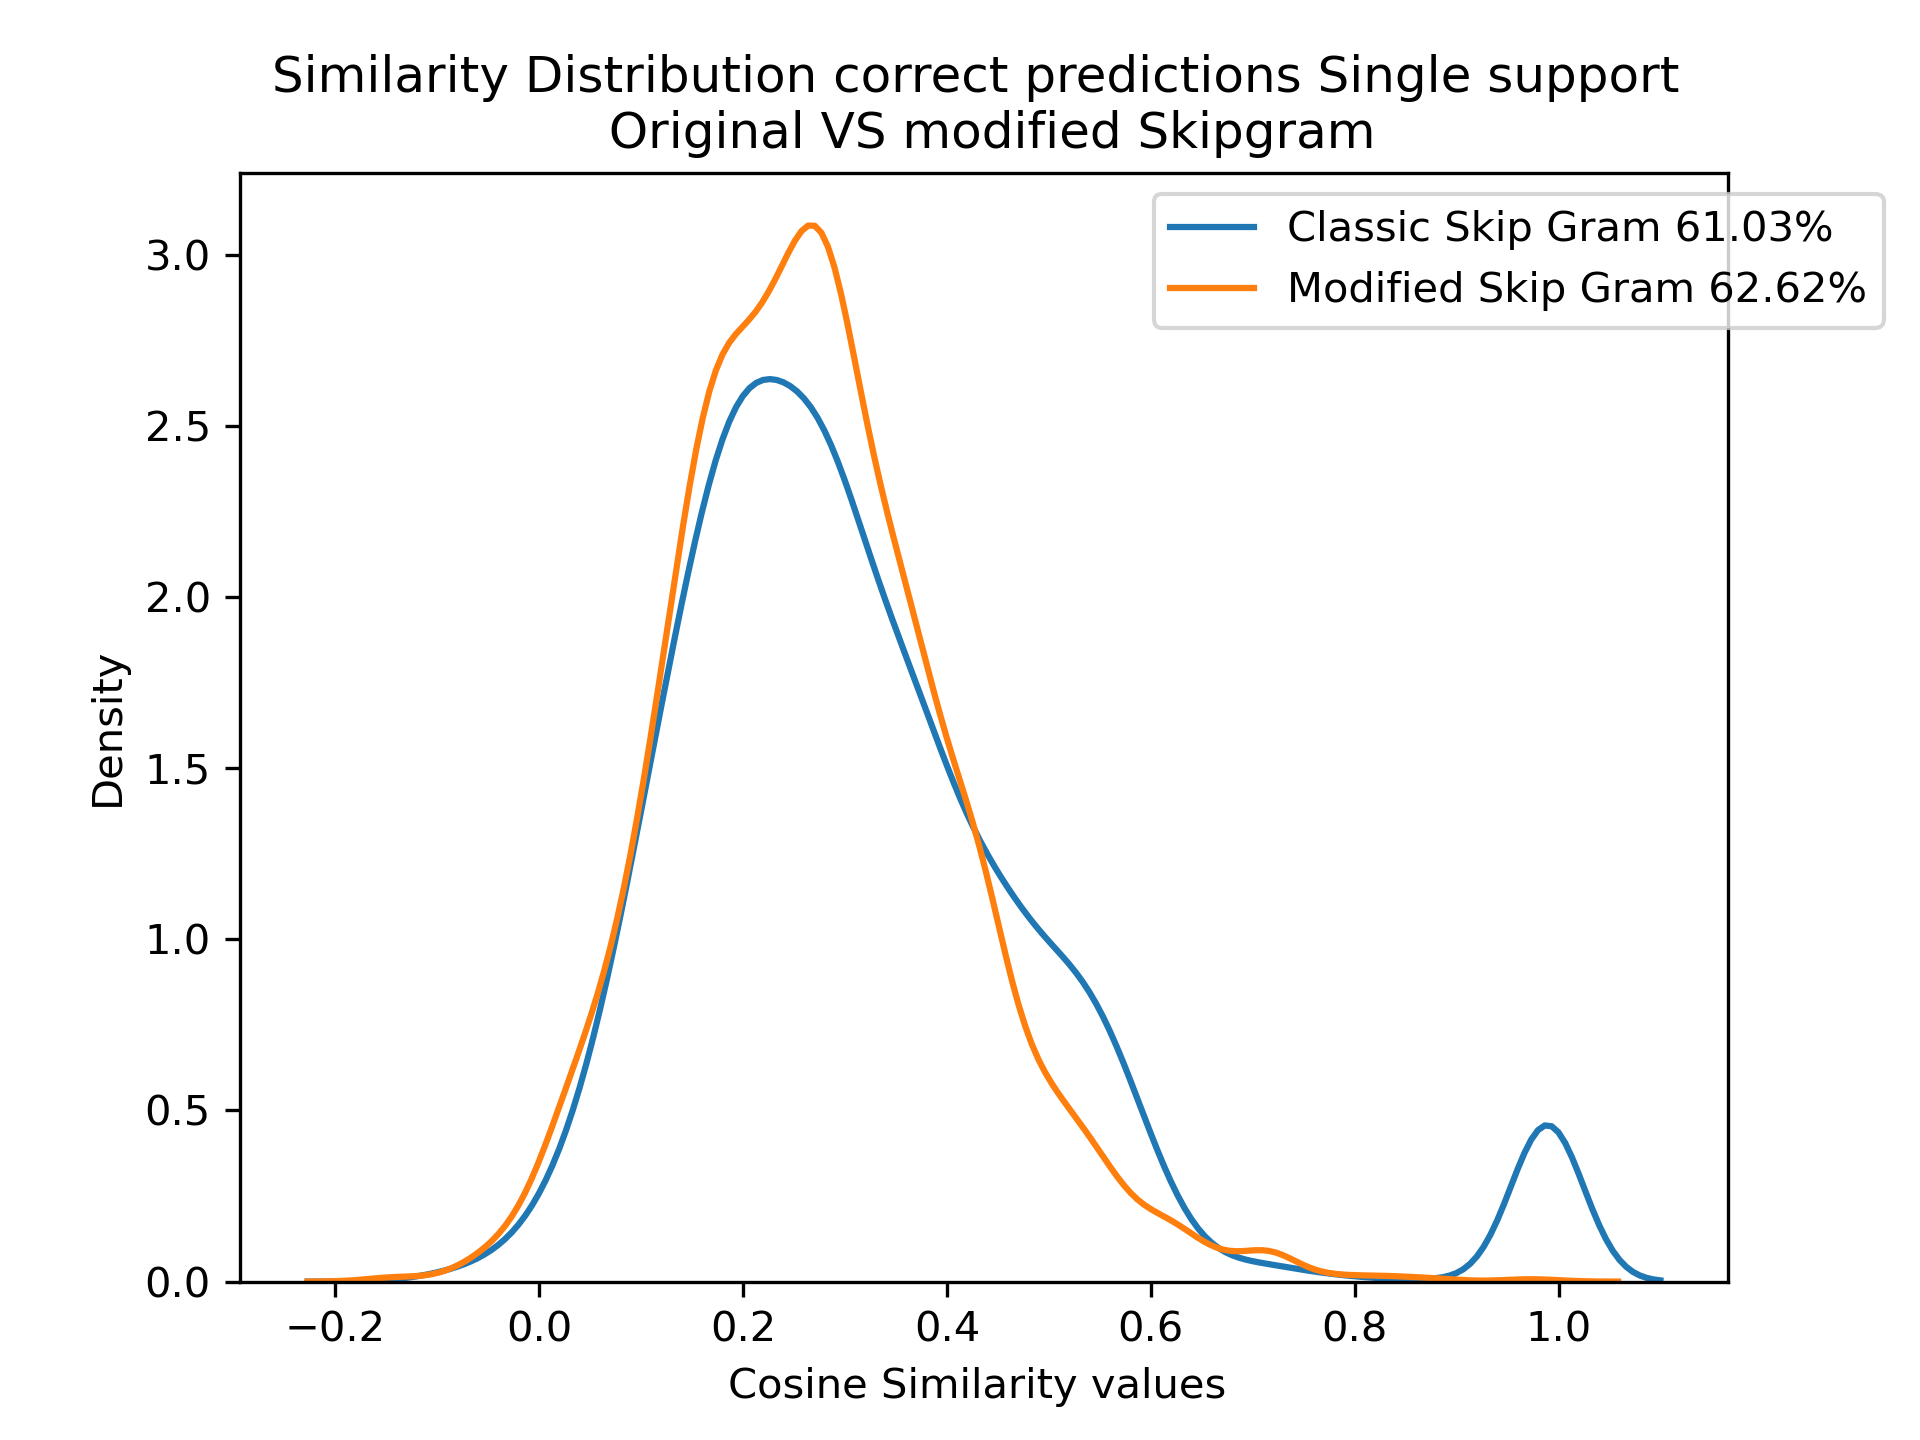 Similarity Distribution correct predictions Single support
Original VS modified Skipgram
Classic Skip Gram 61.03%
Modified Skip Gram 62.62%
Density
3.0
2.5
2.0
1.5
1.0
0.5
0.0
−0.2 0.0 0.2 0.4 0.6 0.8 1.0
Cosine Similarity values